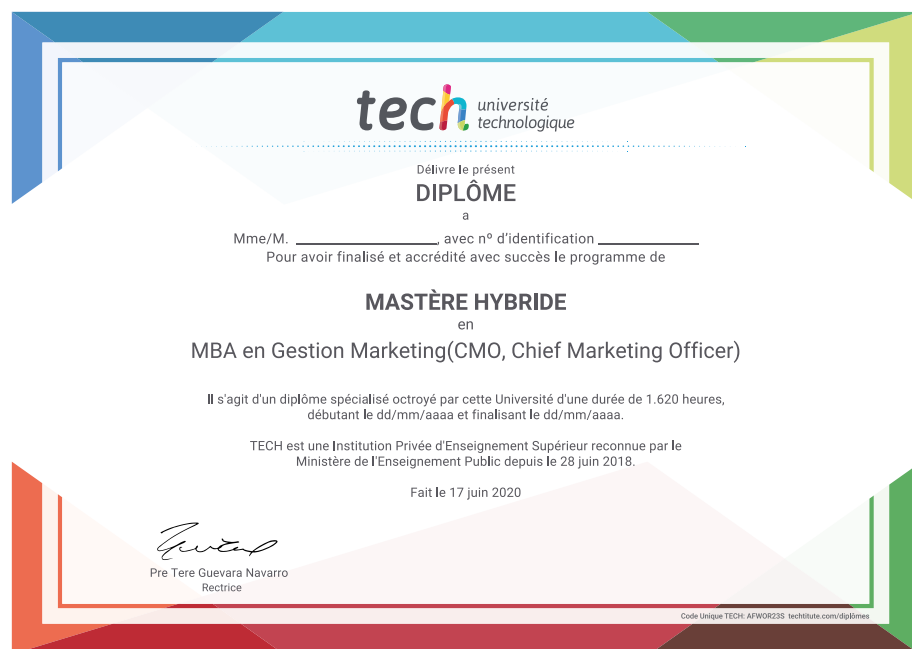 tech université
technologique
Délivre le présent
DIPLÔME
a
Mme/M. ____________________, avec nº d'identification ______________
Pour avoir finalisé et accrédité avec succès le programme de
MASTÈRE HYBRIDE
en
MBA en Gestion Marketing(CMO, Chief Marketing Officer)
Il s'agit d'un diplôme spécialisé octroyé par cette Université d'une durée de 1.620 heures,
débutant le dd/mm/aaaa et finalisant le dd/mm/aaaa.
TECH est une Institution Privée d'Enseignement Supérieur reconnue par le
Ministère de l'Enseignement Public depuis le 28 juin 2018.
Fait le 17 juin 2020
Pre Tere Guevara Navarro
Rectrice
Code Unique TECH: AFWOR23S techtitute.com/diplômes